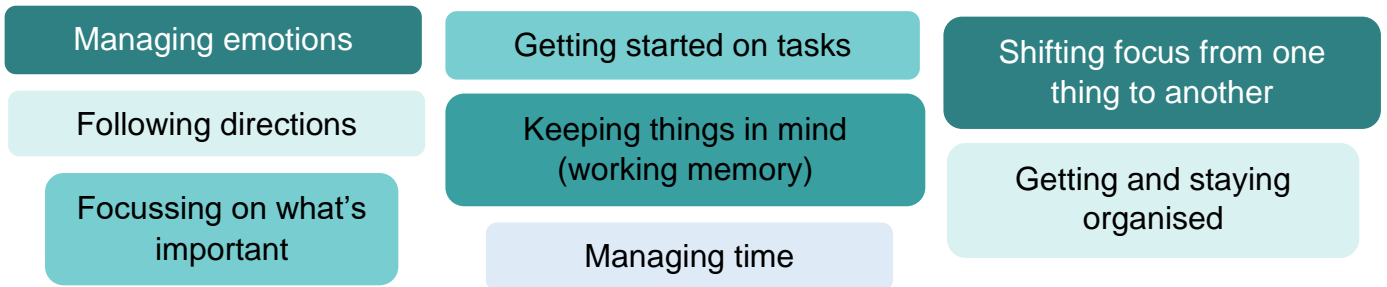 Managing emotions
Following directions
Focussing on what's
important
Getting started on tasks
Keeping things in mind
(working memory)
Managing time
Shifting focus from one
thing to another
Getting and staying
organised